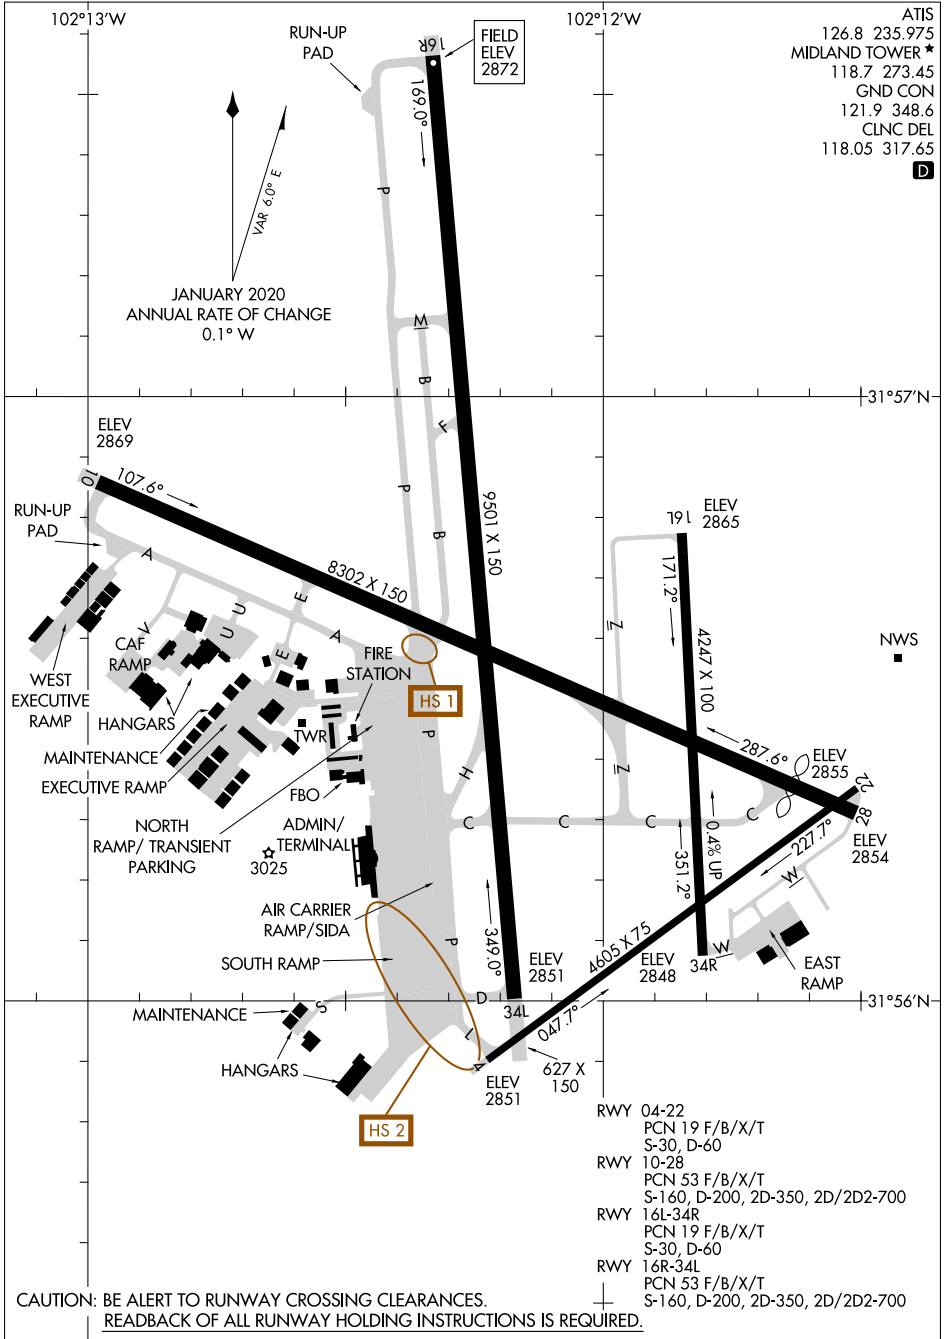 102°13'W
102°12'W
ATIS
126.8 235.975
MIDLAND TOWER ★
118.7 273.45
GND CON
121.9 348.6
CLNC DEL
118.05 317.65
D
RUN-UP
PAD
16R
FIELD
ELEV
2872
169.0°
VAR 6.0° E
P
JANUARY 2020
ANNUAL RATE OF CHANGE
0.1° W
M
B
31°57'N
F
ELEV
2869
10
107.6°
P
B
9501 X 150
RUN-UP
PAD
A
16L
ELEV
2865
171.2°
8302 X 150
E
U
U
V
A
E
Z
4247 X 100
NWS
CAF
RAMP
FIRE
STATION
WEST
EXECUTIVE
RAMP
HS 1
HANGARS
TWR
P
MAINTENANCE
H
Z
287.6°
ELEV
2855
EXECUTIVE RAMP
FBO
22
28
NORTH
RAMP/ TRANSIENT
PARKING
ADMIN/
TERMINAL
C
C
C
C
C
0.4% UP
351.2°
227.7°
ELEV
2854
3025
W
AIR CARRIER
RAMP/SIDA
P
349.0°
4605 X 75
SOUTH RAMP
ELEV
2851
ELEV
2848
34R
W
EAST
RAMP
S
D
34L
31°56'N
MAINTENANCE
L
047.7°
HANGARS
4
ELEV
2851
627 X
150
HS 2
RWY 04-22
PCN 19 F/B/X/T
S-30, D-60
RWY 10-28
PCN 53 F/B/X/T
S-160, D-200, 2D-350, 2D/2D2-700
RWY 16L-34R
PCN 19 F/B/X/T
S-30, D-60
RWY 16R-34L
PCN 53 F/B/X/T
S-160, D-200, 2D-350, 2D/2D2-700
CAUTION: BE ALERT TO RUNWAY CROSSING CLEARANCES.
READBACK OF ALL RUNWAY HOLDING INSTRUCTIONS IS REQUIRED.